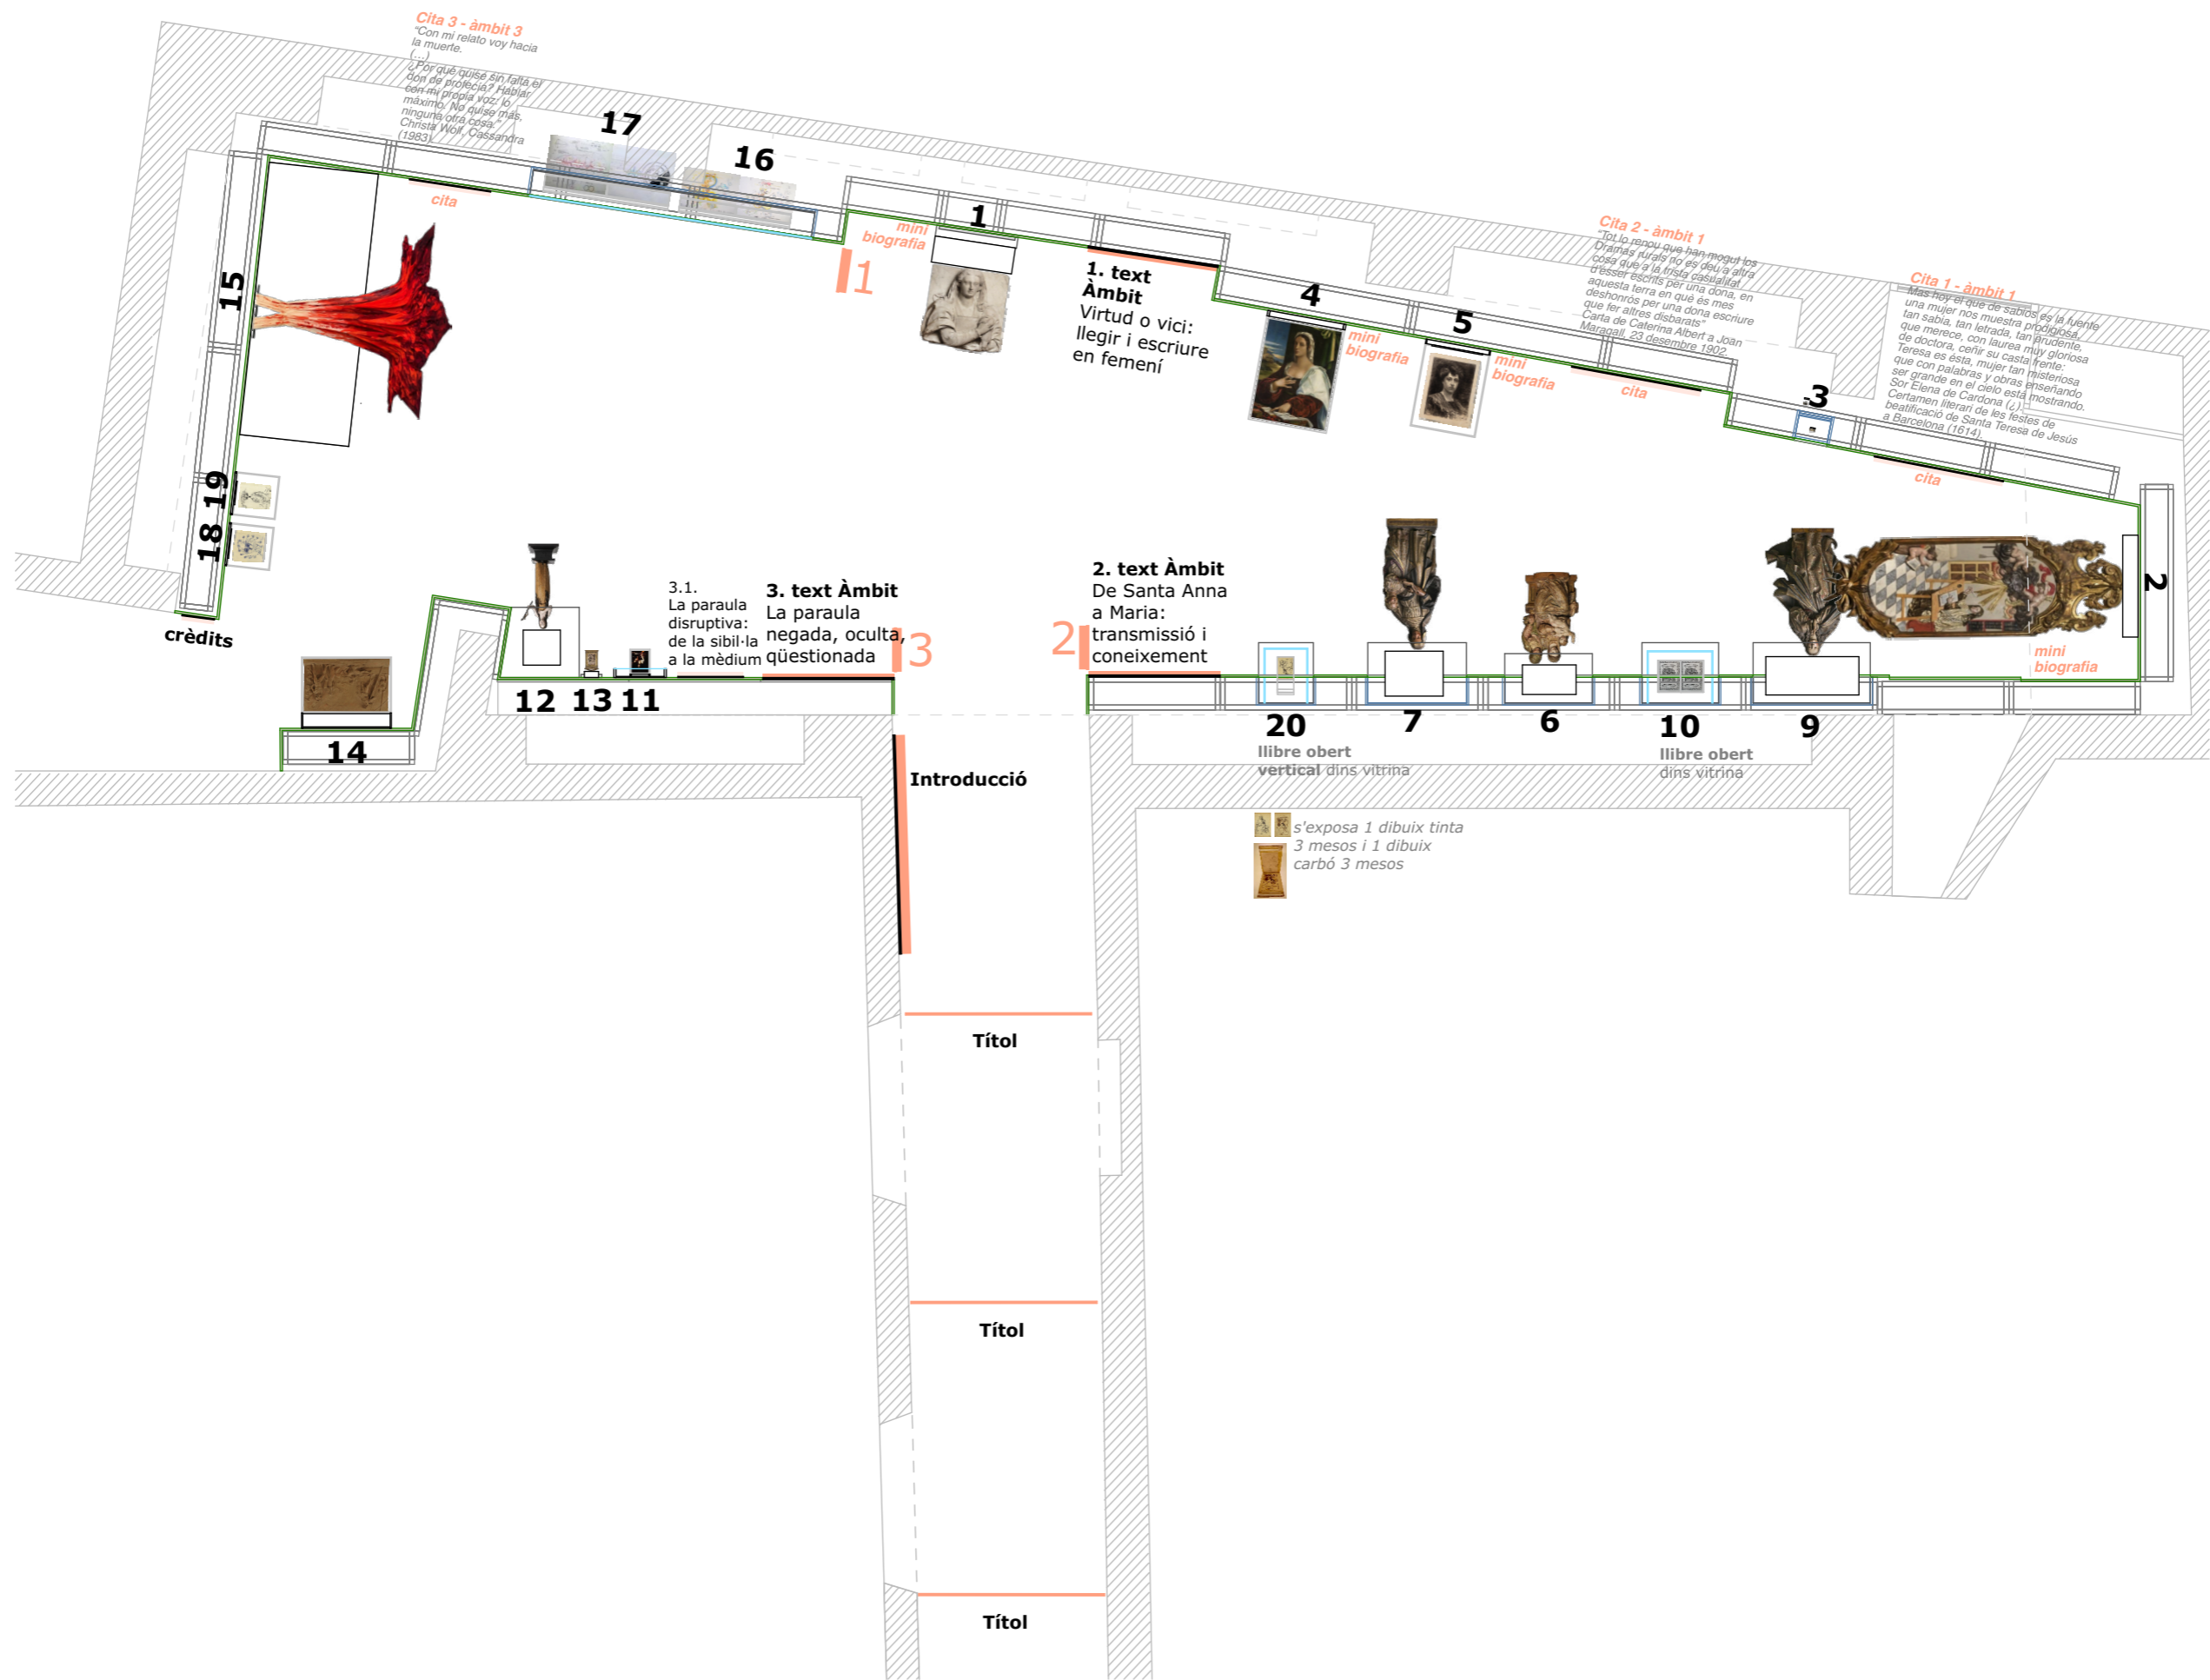 Cita 3 - àmbit 3
"Con mi relato voy hacia
la muerte.
(...)
¿Por qué quise sin falta el
don de profecía? Hablar
con mi propia voz: lo
máximo. No quise más,
ninguna otra cosa."
Christa Wolf, Cassandra
(1983)
17
16
cita
15
1
mini
biografia
1
1. text
Àmbit
Virtud o vici:
llegir i escriure
en femení
4
mini
biografia
5
mini
biografia
Cita 2 - àmbit 1
"Tot lo renou que han mogut los
Dramas rurals no es deu a altra
cosa que a la trista casualitat
d'ésser escrits per una dona, en
aquesta terra en què és mes
deshonrós per una dona escriure
que fer altres disbarats"
Carta de Caterina Albert a Joan
Maragall, 23 desembre 1902.
cita
3
Cita 1 - àmbit 1
Mas hoy el que de sabios es la fuente
una mujer nos muestra prodigiosa,
tan sabia, tan letrada, tan prudente,
que merece, con laurea muy gloriosa
de doctora, ceñir su casta frente:
Teresa es ésta, mujer tan misteriosa
que con palabras y obras enseñando
ser grande en el cielo está mostrando.
Sor Elena de Cardona (¿)
Certamen literari de les festes de
beatificació de Santa Teresa de Jesús
a Barcelona (1614).
cita
19
18
crèdits
14
12
13
11
3.1.
La paraula
disruptiva:
de la sibil·la
a la mèdium
3. text Àmbit
La paraula
negada, oculta,
qüestionada
3
2
2. text Àmbit
De Santa Anna
a Maria:
transmissió i
coneixement
20
llibre obert
vertical dins vitrina
7
6
10
llibre obert
dins vitrina
9
mini
biografia
2
Introducció
s'exposa 1 dibuix tinta
3 mesos i 1 dibuix
carbó 3 mesos
Títol
Títol
Títol